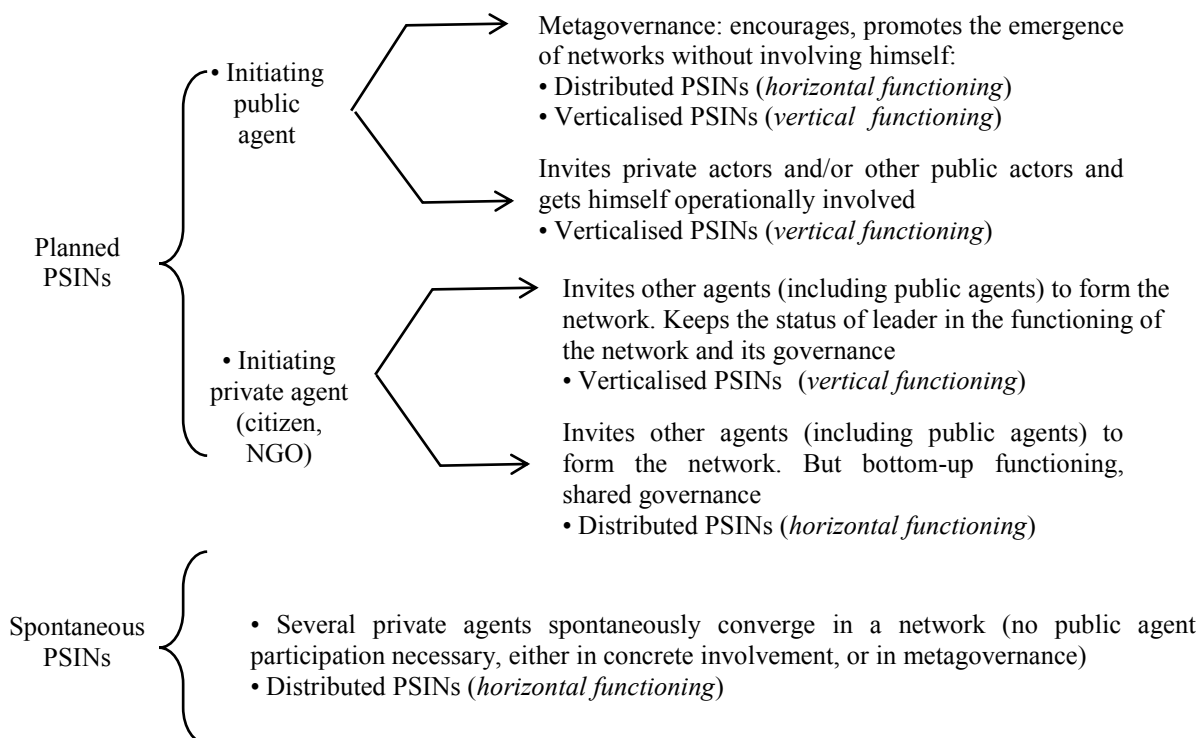 Metagovernance: encourages, promotes the emergence
of networks without involving himself:
• Distributed PSINs (horizontal functioning)
• Verticalised PSINs (vertical functioning)
• Initiating
public
agent
Invites private actors and/or other public actors and
gets himself operationally involved
• Verticalised PSINs (vertical functioning)
Planned
PSINs
Invites other agents (including public agents) to form the
network. Keeps the status of leader in the functioning of
the network and its governance
• Verticalised PSINs (vertical functioning)
• Initiating
private agent
(citizen,
NGO)
Invites other agents (including public agents) to
form the network. But bottom-up functioning,
shared governance
• Distributed PSINs (horizontal functioning)
Spontaneous
PSINs
• Several private agents spontaneously converge in a network (no public agent
participation necessary, either in concrete involvement, or in metagovernance)
• Distributed PSINs (horizontal functioning)